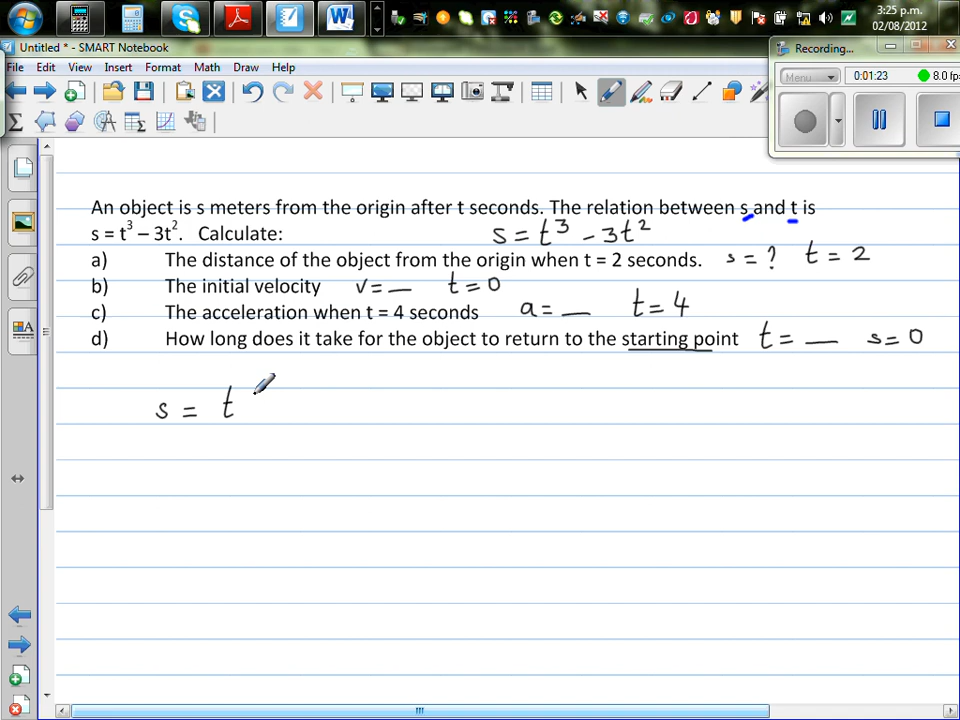 3:25 p.m.
02/08/2012
Untitled * - SMART Notebook
Recording...
File Edit View Insert Format Math Draw Help
Menu 0:01:23 8.0fp
An object is s meters from the origin after t seconds. The relation between s and t is
s = t³ – 3t². Calculate: s = t³ - 3t²
a) The distance of the object from the origin when t = 2 seconds. s = ? t = 2
b) The initial velocity v = __ t = 0
c) The acceleration when t = 4 seconds a = __ t = 4
d) How long does it take for the object to return to the starting point t = __ s = 0
s = t